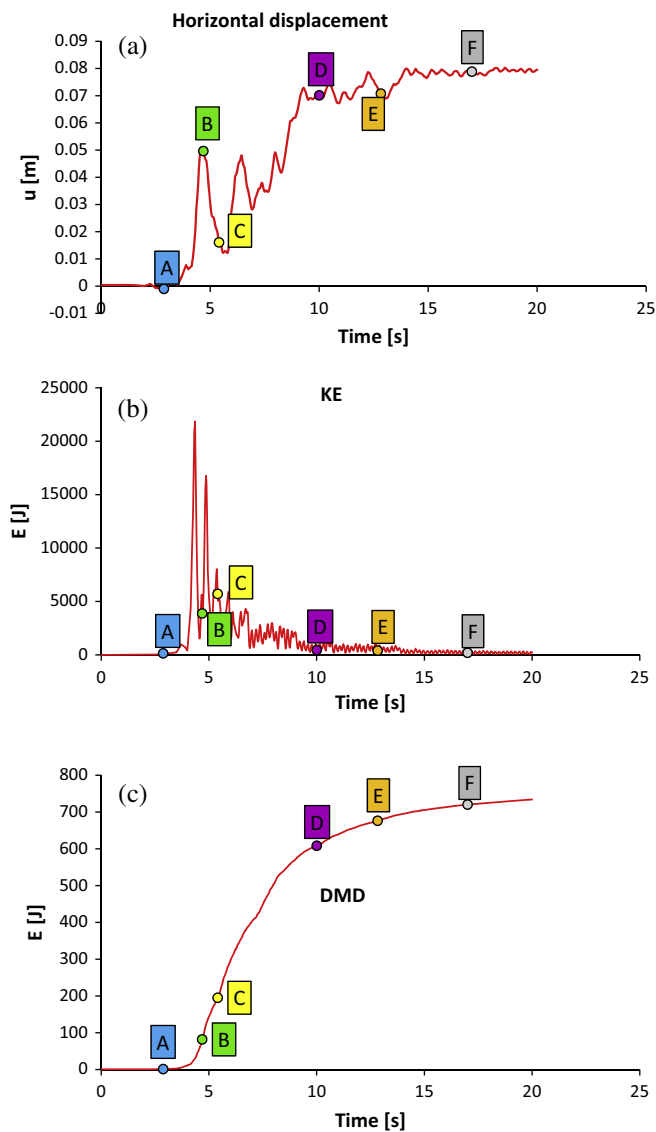 Horizontal displacement
(a)
0.09
0.08
0.07
0.06
0.05
0.04
0.03
0.02
0.01
0
-0.01
u [m]
A
B
C
D
E
F
0 5 10 15 20 25
Time [s]
KE
(b)
25000
20000
15000
10000
5000
0
E [J]
A
B
C
D
E
F
0 5 10 15 20 25
Time [s]
(c)
800
700
600
500
400
300
200
100
0
E [J]
A
B
C
D
E
F
DMD
0 5 10 15 20 25
Time [s]